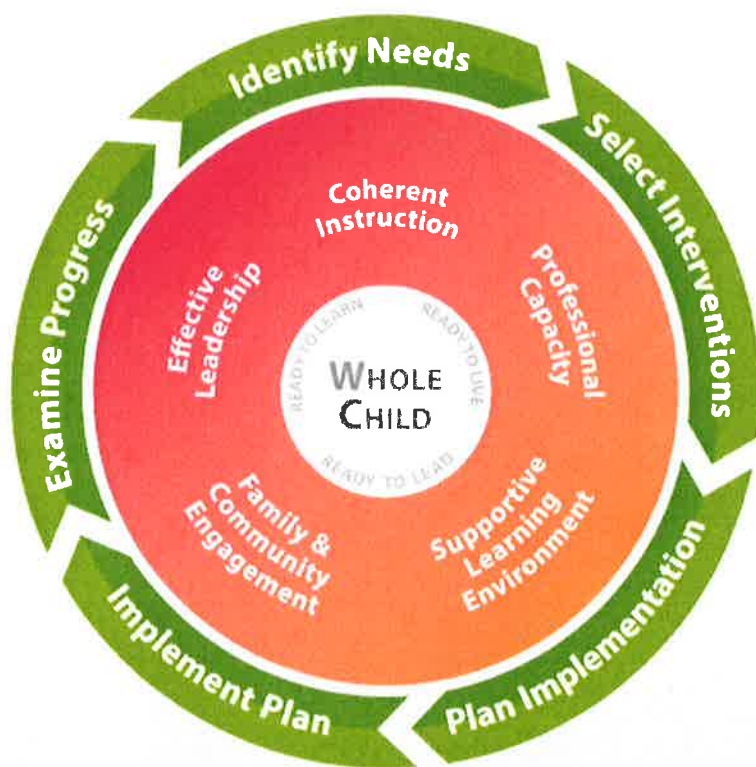 Identify Needs
Select Interventions
Plan Implementation
Implement Plan
Examine Progress
Coherent
Instruction
Professional
Capacity
Supportive
Learning
Environment
Family &
Community
Engagement
Effective
Leadership
READY TO LEARN
READY TO LIVE
READY TO LEAD
WHOLE
CHILD